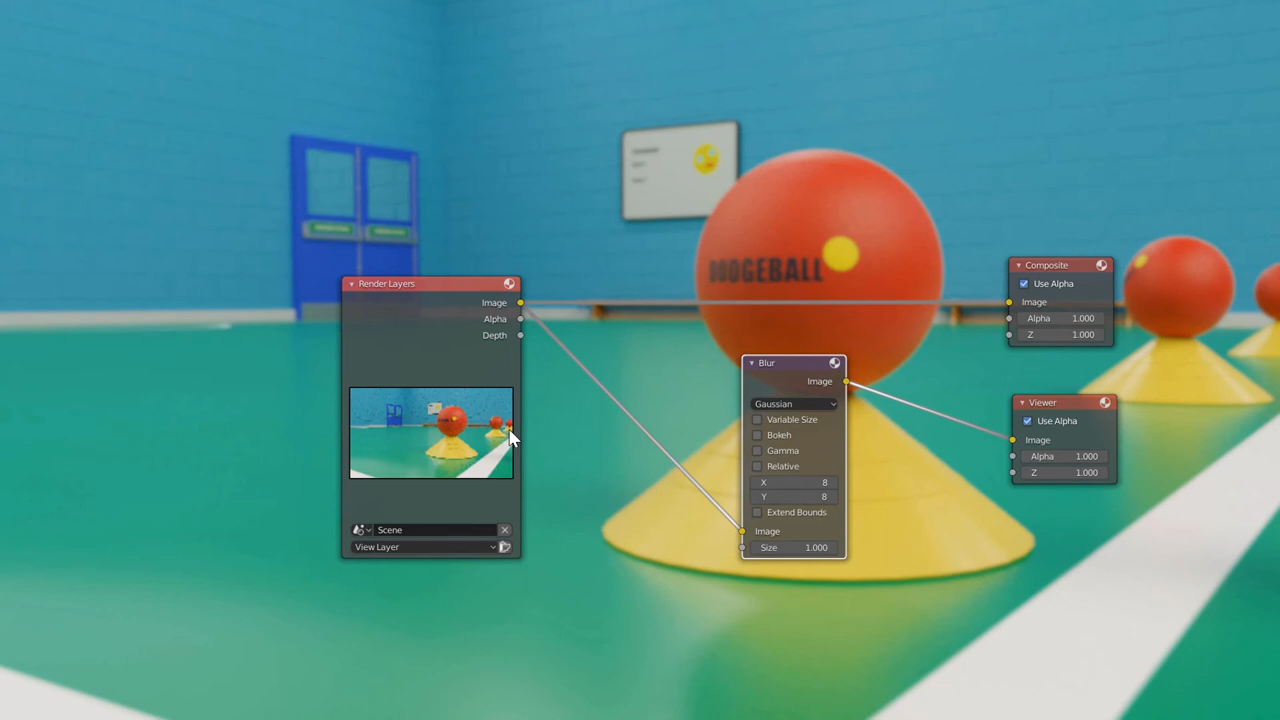 DODGEBALL
Render Layers
Image
Alpha
Depth
Scene
View Layer
Blur
Image
Gaussian
Variable Size
Bokeh
Gamma
Relative
X 8
Y 8
Extend Bounds
Image
Size 1.000
Composite
Use Alpha
Image
Alpha 1.000
Z 1.000
Viewer
Use Alpha
Image
Alpha 1.000
Z 1.000